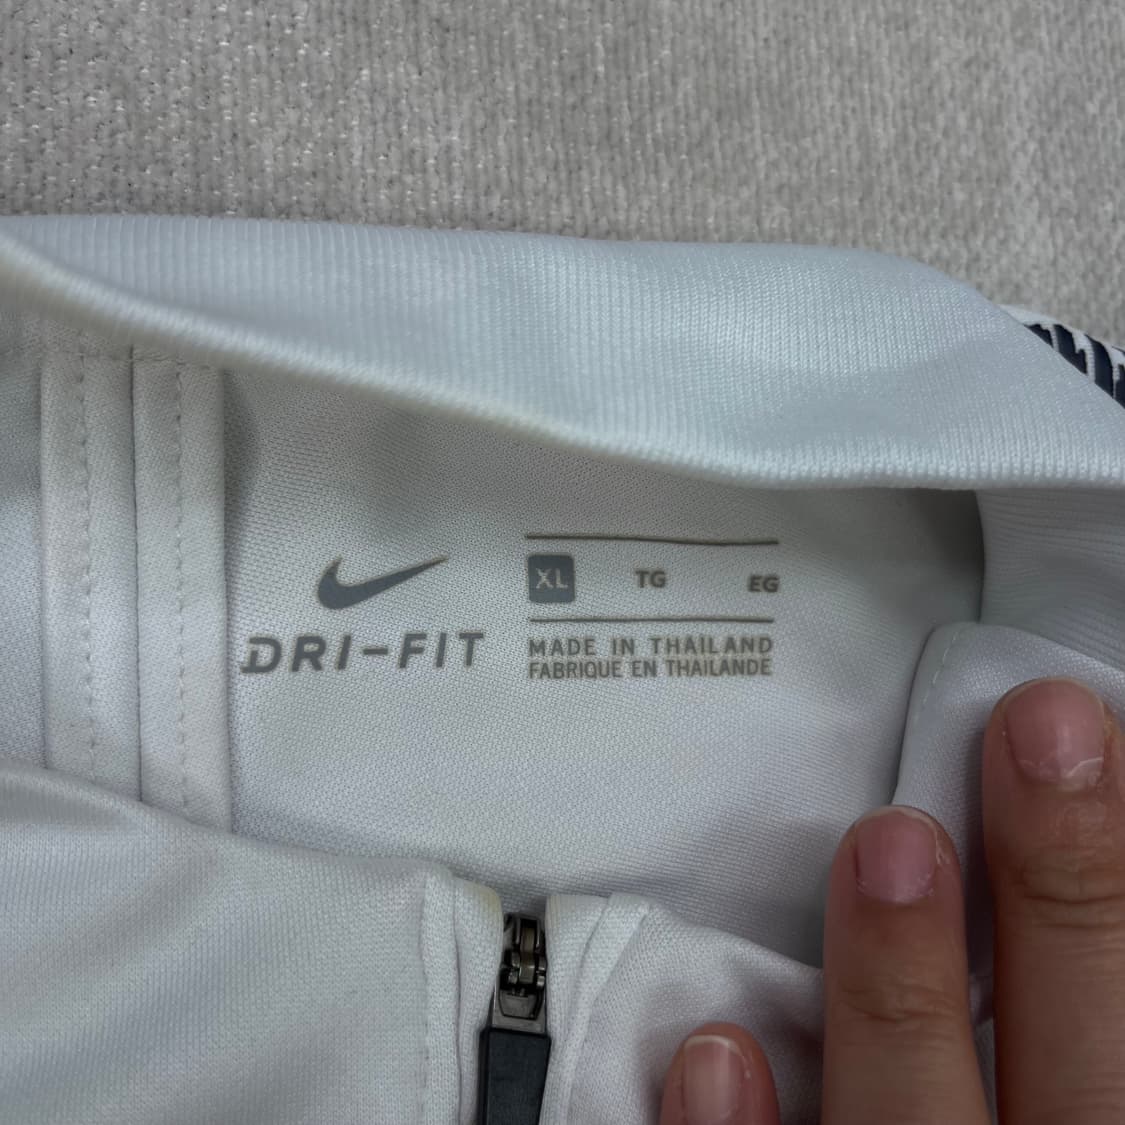 DRI-FIT
XL TG EG
MADE IN THAILAND
FABRIQUE EN THAILANDE